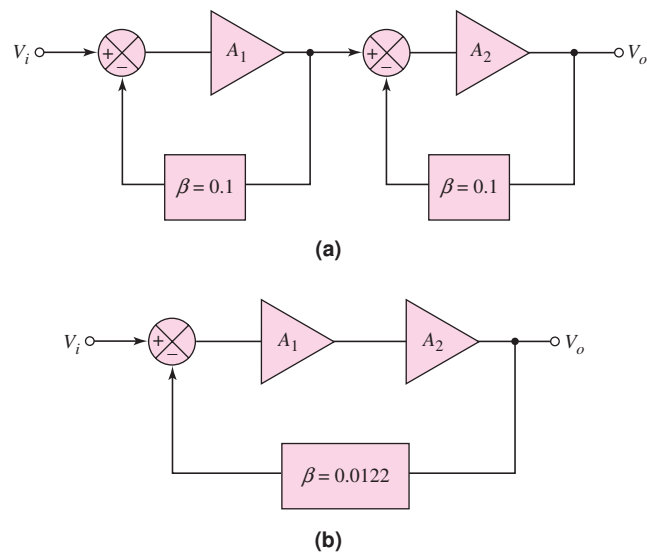 V_i + − A_1 + − A_2 V_o
β = 0.1 β = 0.1
(a)
V_i + − A_1 A_2 V_o
β = 0.0122
(b)